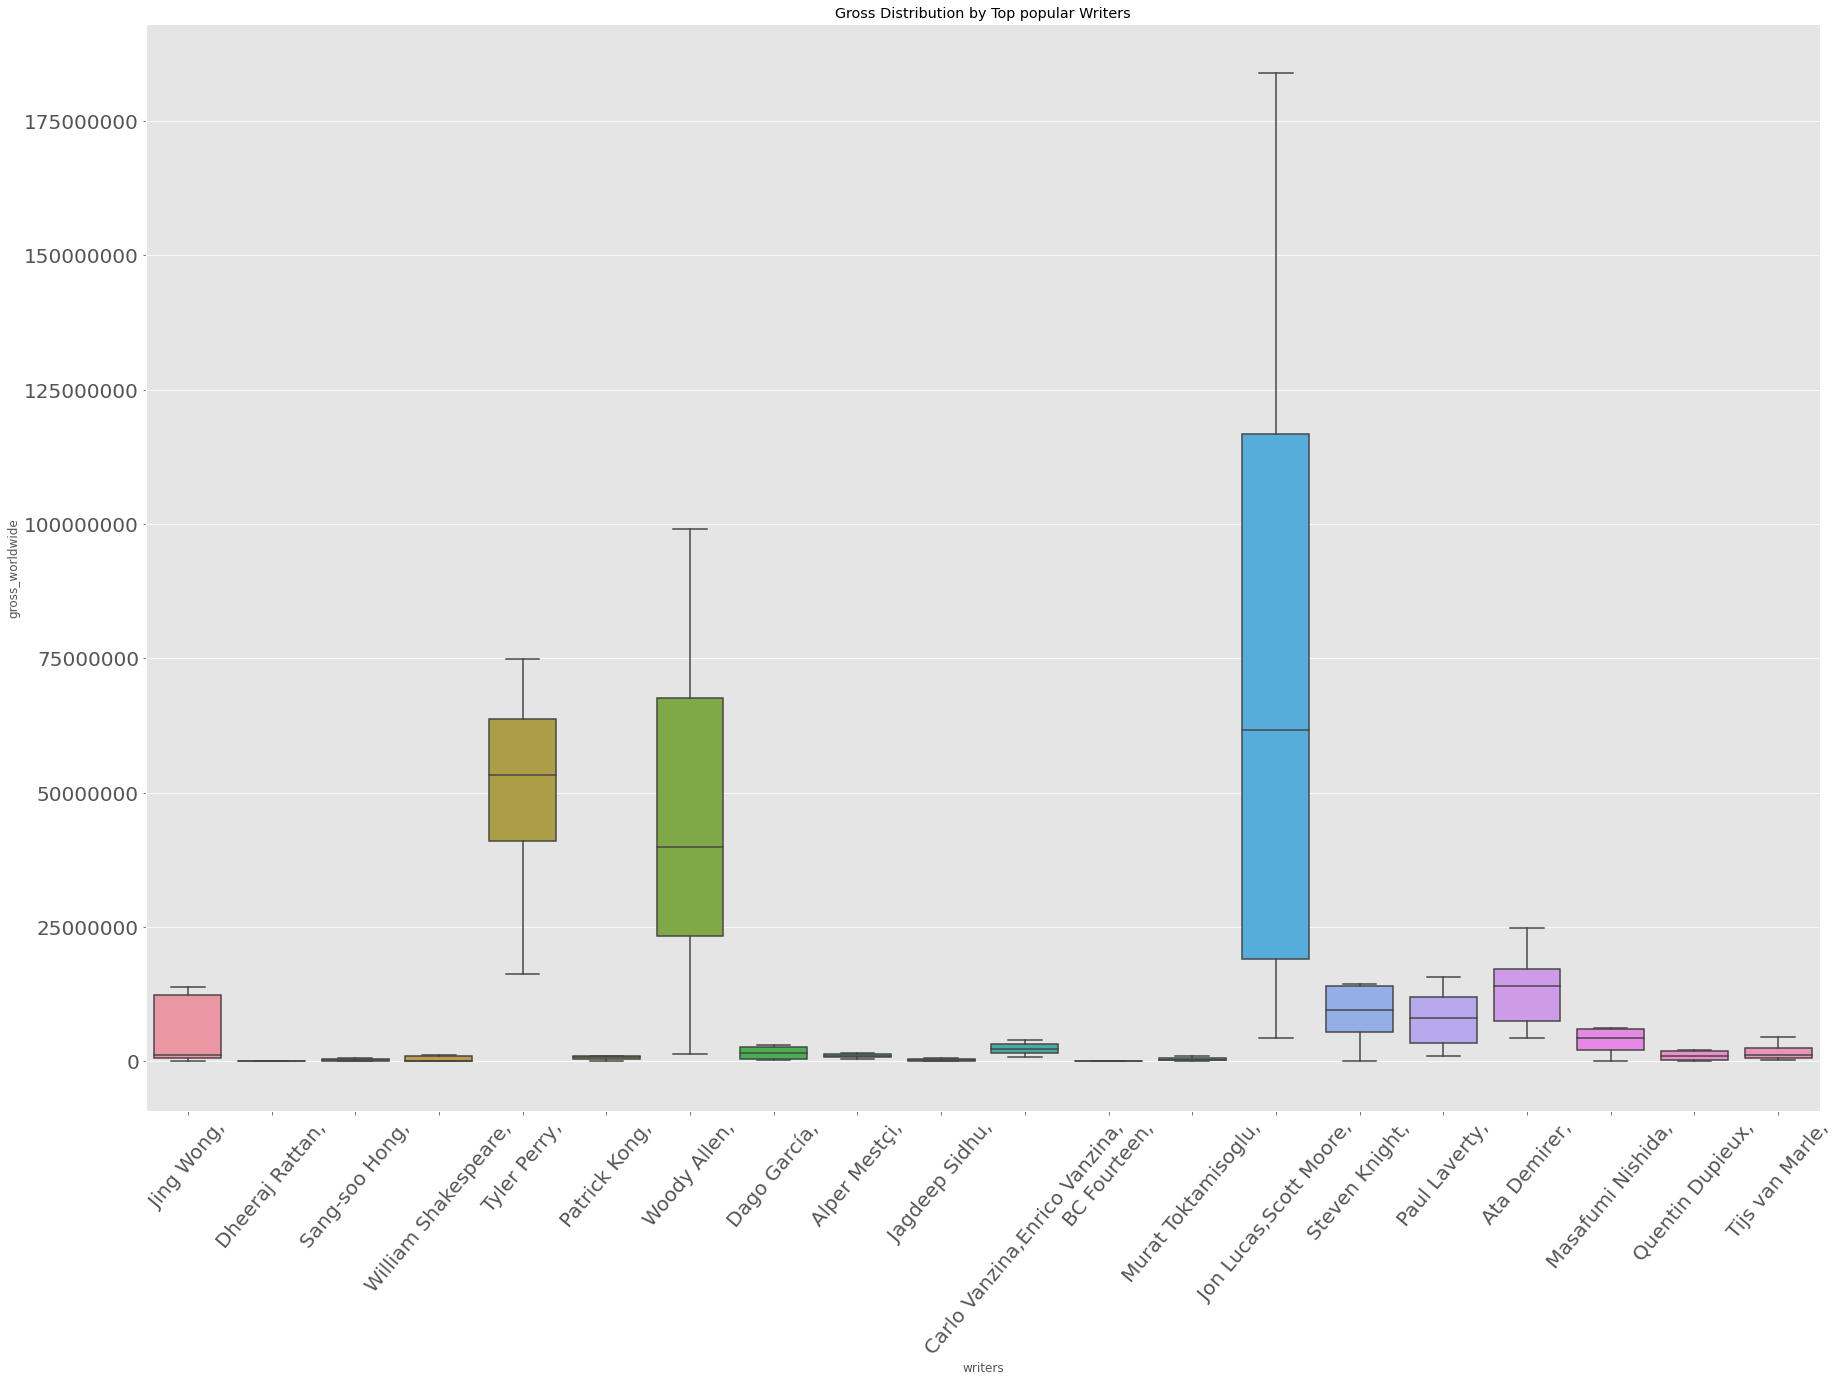 Gross Distribution by Top popular Writers
gross_worldwide
175000000
150000000
125000000
100000000
75000000
50000000
25000000
0
Jing Wong,
Dheeraj Rattan,
Sang-soo Hong,
William Shakespeare,
Tyler Perry,
Patrick Kong,
Woody Allen,
Dago García,
Alper Mestçi,
Jagdeep Sidhu,
Carlo Vanzina,Enrico Vanzina,
BC Fourteen,
Murat Toktamisoglu,
Jon Lucas,Scott Moore,
Steven Knight,
Paul Laverty,
Ata Demirer,
Masafumi Nishida,
Quentin Dupieux,
Tijs van Marle,
writers